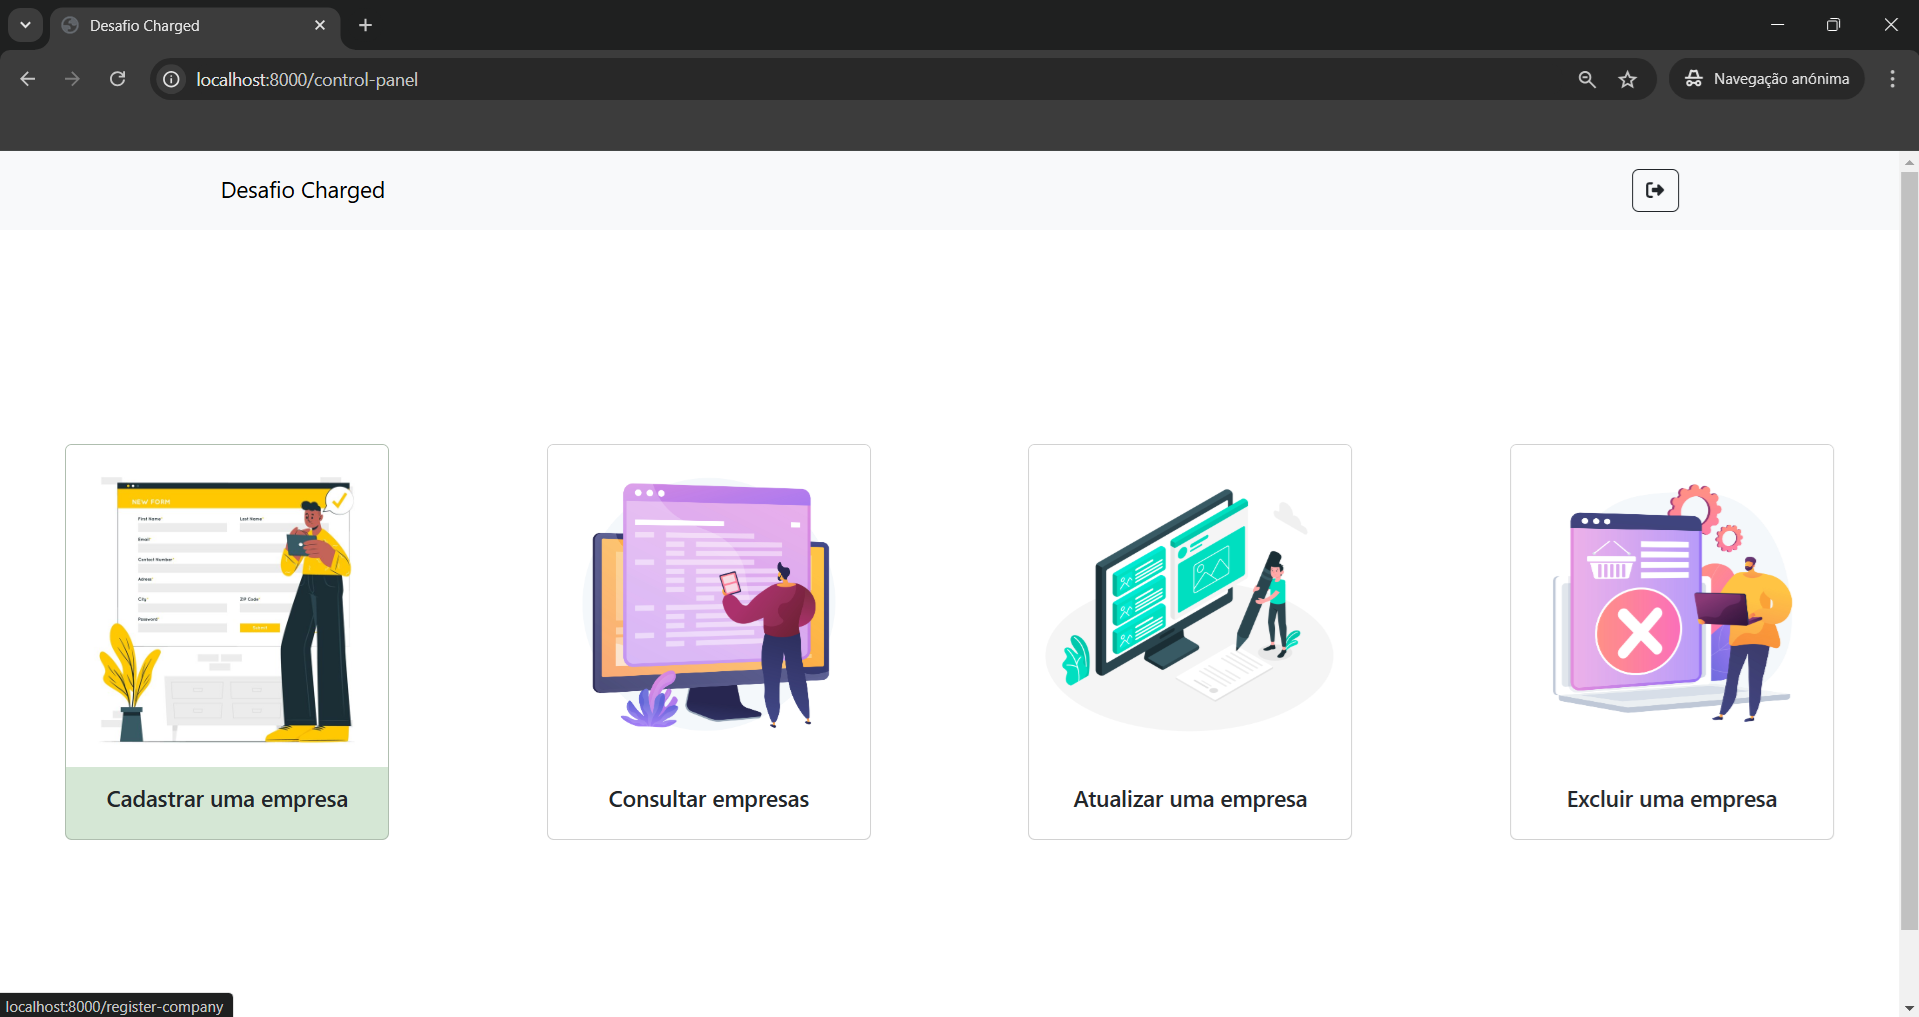 Desafio Charged
localhost:8000/control-panel
Navegação anónima
Desafio Charged
NEW FORM
First Name*
Last Name*
Email*
Contact Number*
Adress*
City*
ZIP Code*
Password*
Cadastrar uma empresa
Consultar empresas
Atualizar uma empresa
Excluir uma empresa
localhost:8000/register-company